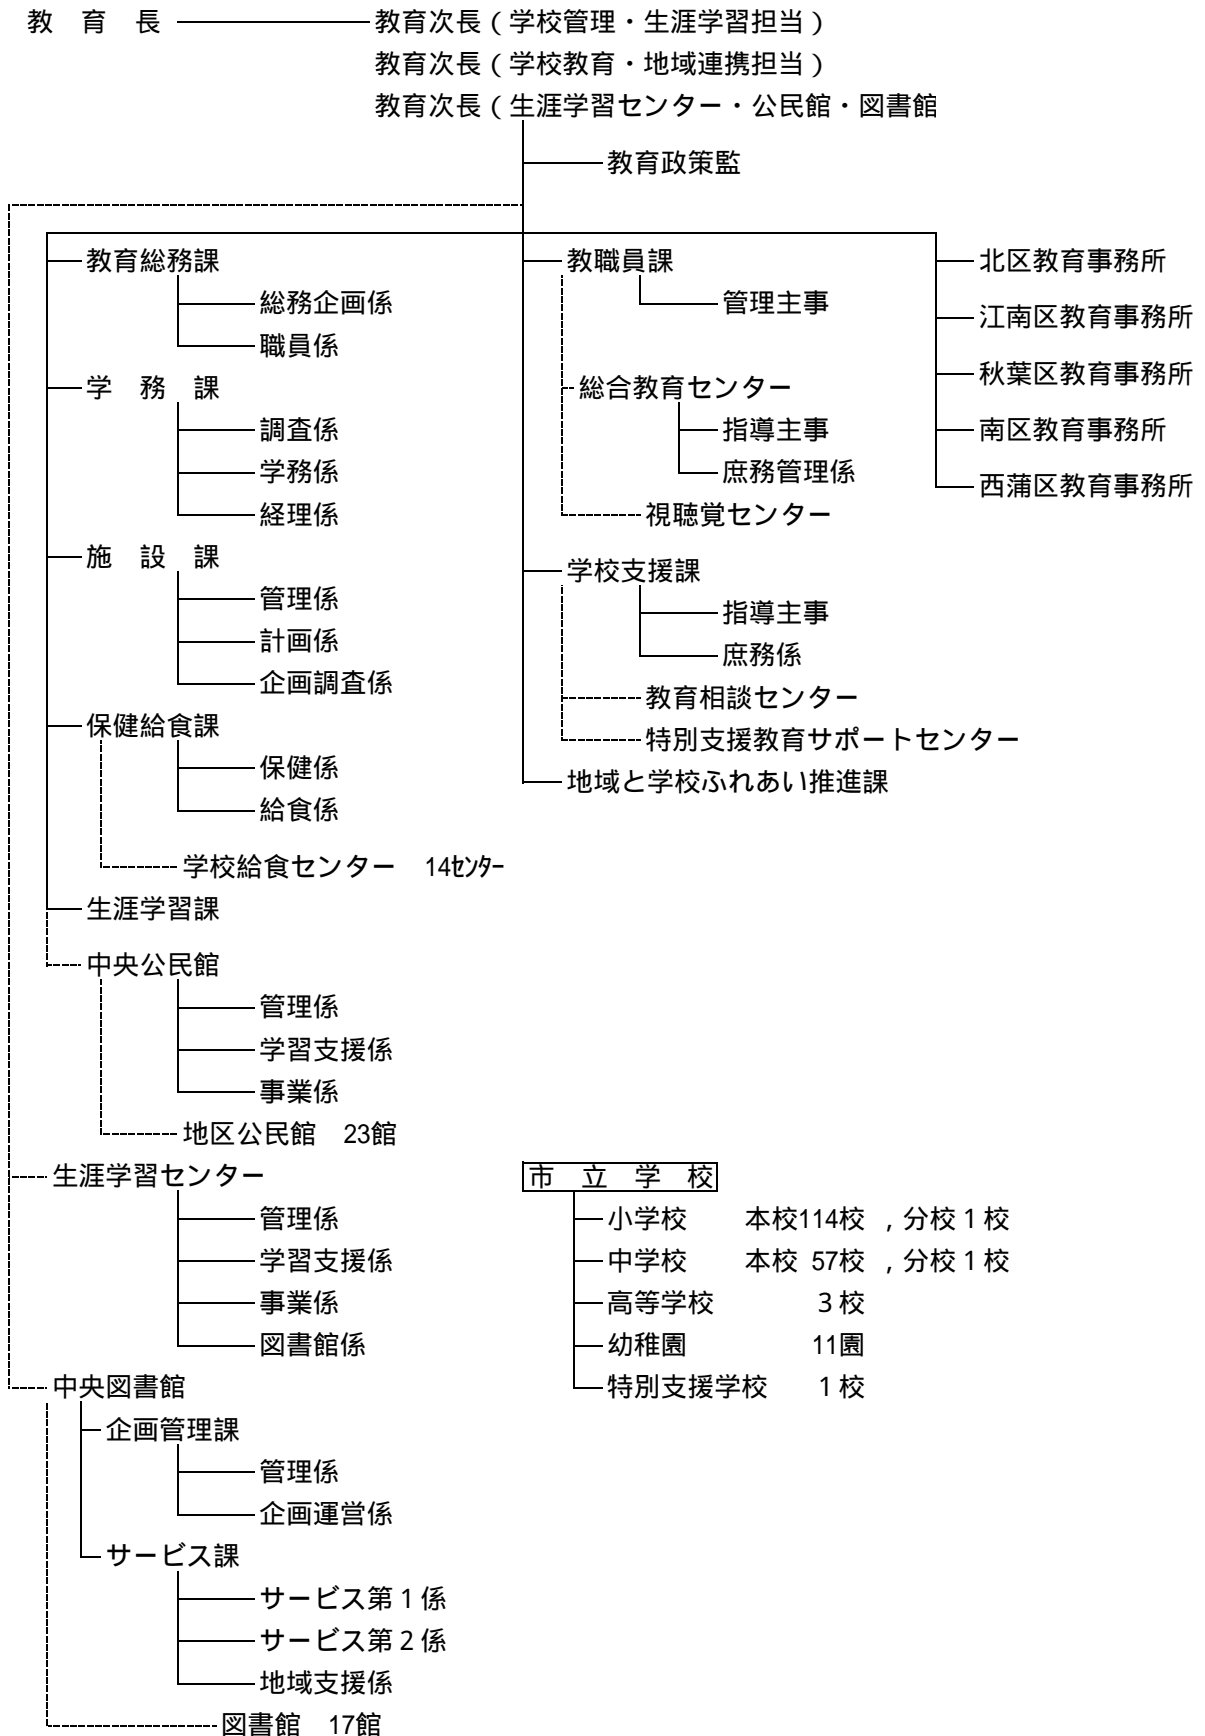 教　育　長　教育次長（学校管理・生涯学習担当）
教育次長（学校教育・地域連携担当）
教育次長（生涯学習センター・公民館・図書館
教育政策監
教育総務課
総務企画係
職員係
学　務　課
調査係
学務係
経理係
施　設　課
管理係
計画係
企画調査係
保健給食課
保健係
給食係
学校給食センター　14ｾﾝﾀｰ
生涯学習課
中央公民館
管理係
学習支援係
事業係
地区公民館　23館
生涯学習センター
管理係
学習支援係
事業係
図書館係
中央図書館
企画管理課
管理係
企画運営係
サービス課
サービス第１係
サービス第２係
地域支援係
図書館　17館
教職員課
管理主事
総合教育センター
指導主事
庶務管理係
視聴覚センター
学校支援課
指導主事
庶務係
教育相談センター
特別支援教育サポートセンター
地域と学校ふれあい推進課
北区教育事務所
江南区教育事務所
秋葉区教育事務所
南区教育事務所
西蒲区教育事務所
市　立　学　校
小学校　本校114校　，分校１校
中学校　本校 57校　，分校１校
高等学校　３校
幼稚園　11園
特別支援学校　１校